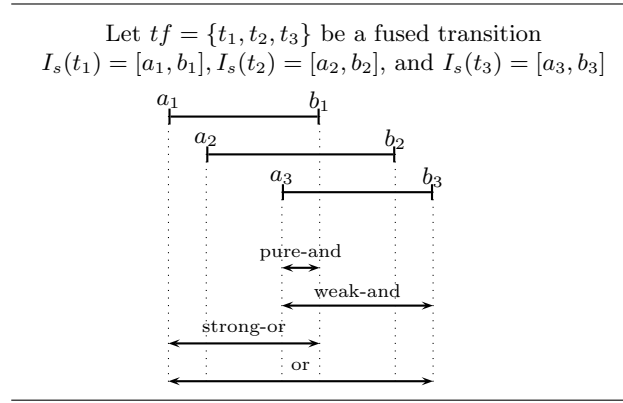 Let tf = {t₁, t₂, t₃} be a fused transition
Iₛ(t₁) = [a₁, b₁], Iₛ(t₂) = [a₂, b₂], and Iₛ(t₃) = [a₃, b₃]
a₁ b₁
a₂ b₂
a₃ b₃
pure-and
weak-and
strong-or
or